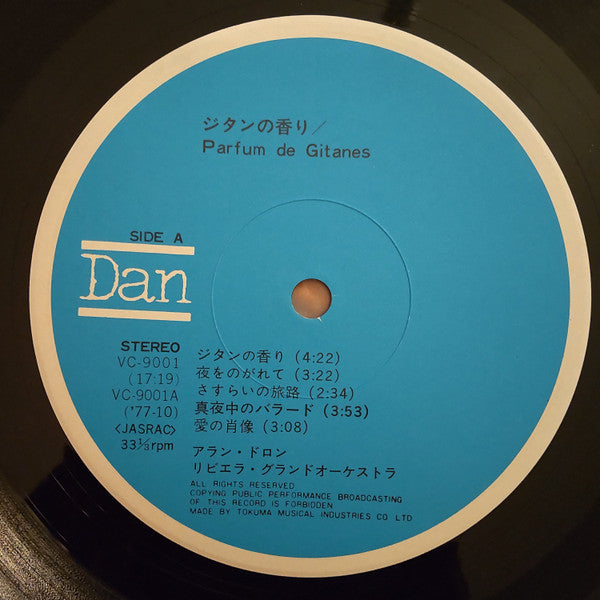 ジタンの香り/
Parfum de Gitanes
SIDE A
Dan
STEREO
VC-9001
(17:19)
VC-9001A
('77-10)
<JASRAC>
33⅓rpm
ジタンの香り (4:22)
夜をのがれて (3:22)
さすらいの旅路 (2:34)
真夜中のバラード (3:53)
愛の肖像 (3:08)
アラン・ドロン
リビエラ・グランドオーケストラ
ALL RIGHTS RESERVED
COPYING PUBLIC PERFORMANCE BROADCASTING
OF THIS RECORD IS FORBIDDEN
MADE BY TOKUMA MUSICAL INDUSTRIES CO LTD